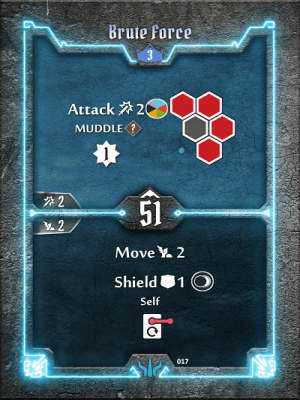 Brute Force
3
Attack 2
MUDDLE ?
1
2
51
2
Move 2
Shield 1
Self
017